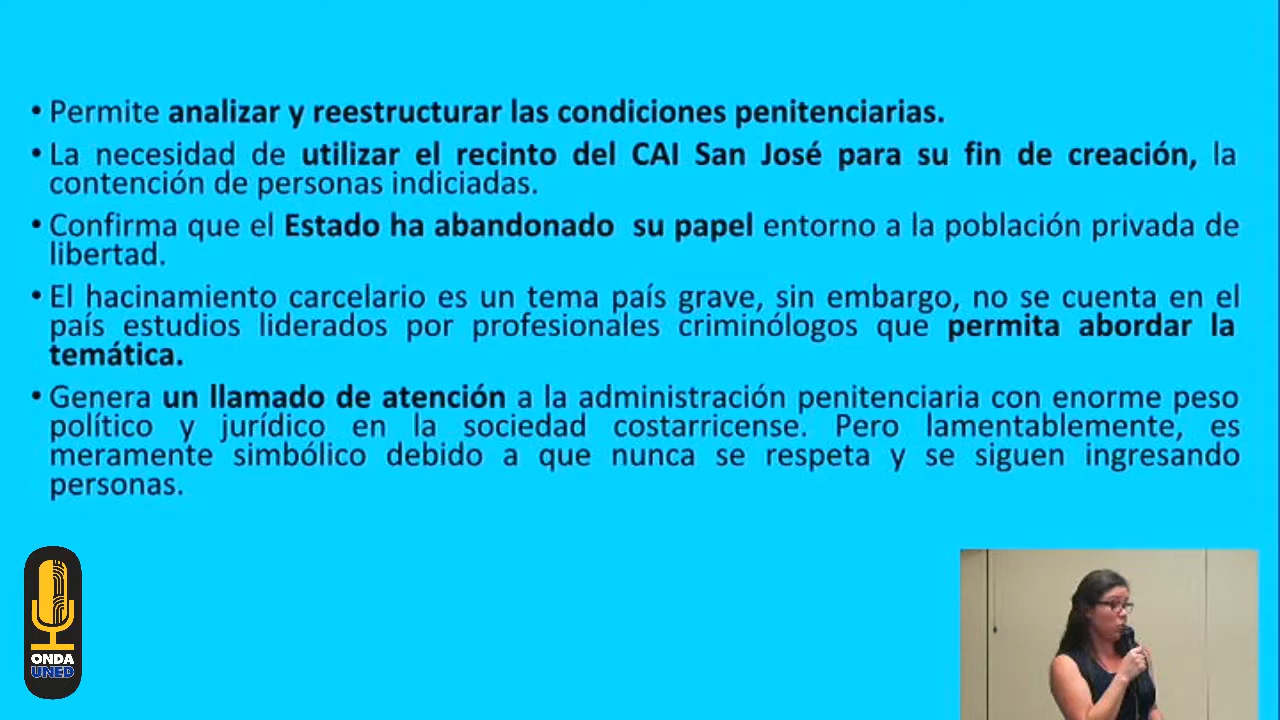 • Permite analizar y reestructurar las condiciones penitenciarias.
• La necesidad de utilizar el recinto del CAI San José para su fin de creación, la
contención de personas indiciadas.
• Confirma que el Estado ha abandonado su papel entorno a la población privada de
libertad.
• El hacinamiento carcelario es un tema país grave, sin embargo, no se cuenta en el
país estudios liderados por profesionales criminólogos que permita abordar la
temática.
• Genera un llamado de atención a la administración penitenciaria con enorme peso
político y jurídico en la sociedad costarricense. Pero lamentablemente, es
meramente simbólico debido a que nunca se respeta y se siguen ingresando
personas.
ONDA
UNED